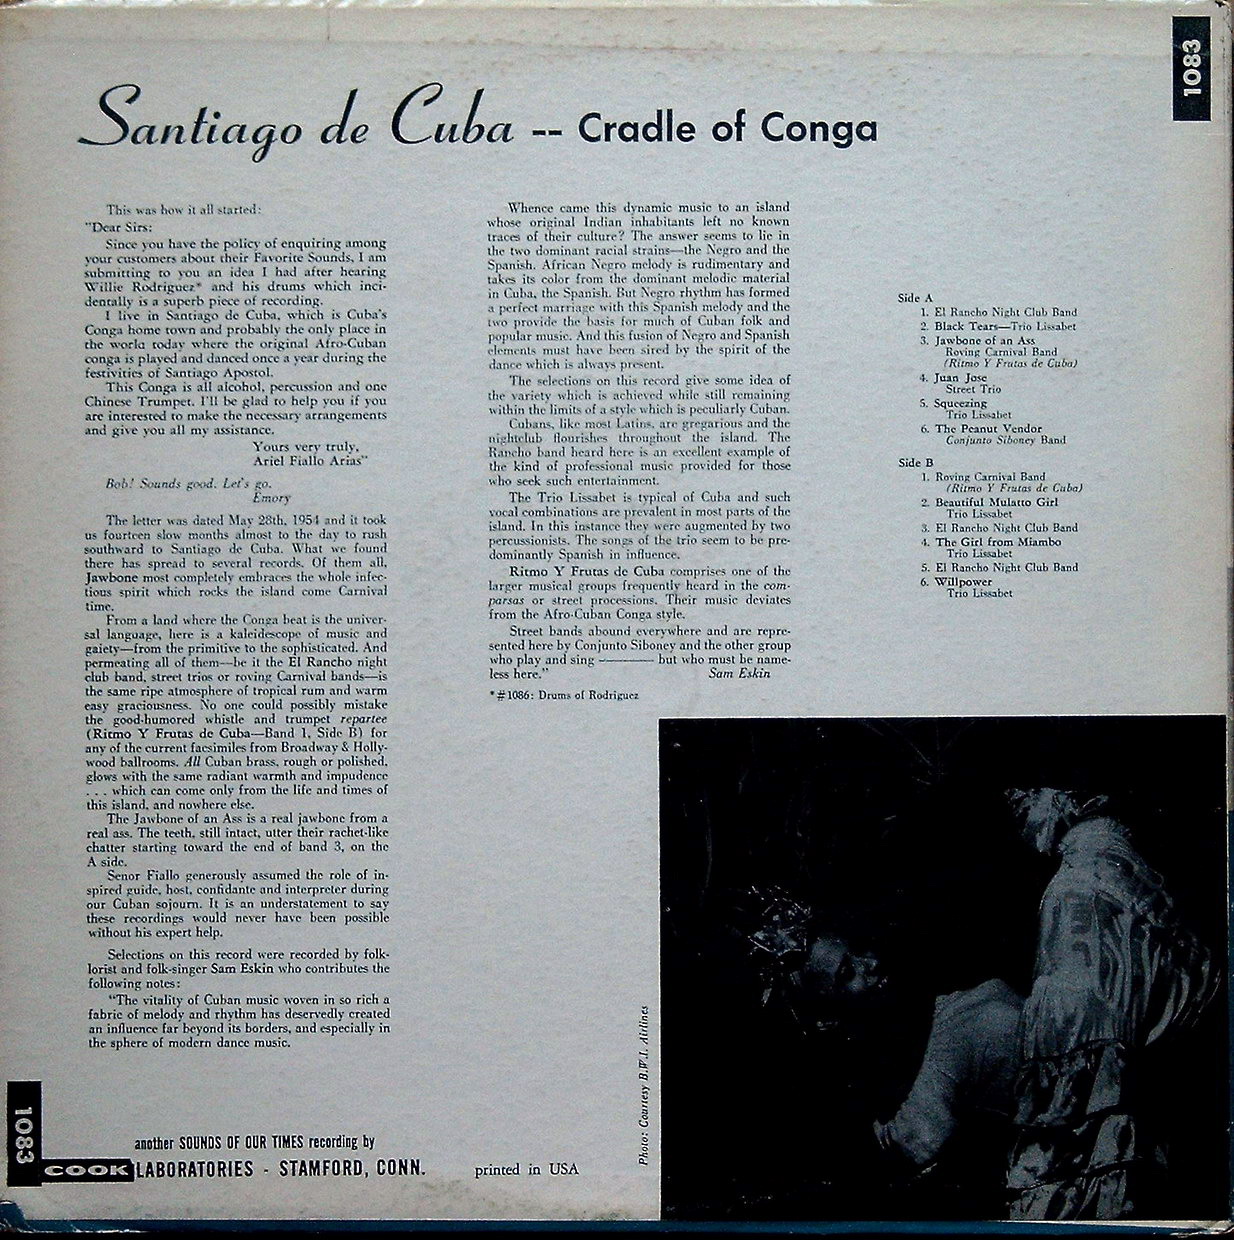 1083
Santiago de Cuba -- Cradle of Conga
This was how it all started:
"Dear Sirs:
Since you have the policy of enquiring among
your customers about their Favorite Sounds, I am
submitting to you an idea I had after hearing
Willie Rodriguez* and his drums which inci-
dentally is a superb piece of recording.
I live in Santiago de Cuba, which is Cuba's
Conga home town and probably the only place in
the world today where the original Afro-Cuban
conga is played and danced once a year during the
festivities of Santiago Apostol.
This Conga is all alcohol, percussion and one
Chinese Trumpet. I'll be glad to help you if you
are interested to make the necessary arrangements
and give you all my assistance.
Yours very truly,
Ariel Fiallo Arias"
Bob! Sounds good. Let's go.
Emory
The letter was dated May 28th, 1954 and it took
us fourteen slow months almost to the day to rush
southward to Santiago de Cuba. What we found
there has spread to several records. Of them all,
Jawbone most completely embraces the whole infec-
tious spirit which rocks the island come Carnival
time.
From a land where the Conga beat is the univer-
sal language, here is a kaleidescope of music and
gaiety—from the primitive to the sophisticated. And
permeating all of them—be it the El Rancho night
club band, street trios or roving Carnival bands—is
the same ripe atmosphere of tropical rum and warm
easy graciousness. No one could possibly mistake
the good-humored whistle and trumpet repartee
(Ritmo Y Frutas de Cuba—Band 1, Side B) for
any of the current facsimiles from Broadway & Holly-
wood ballrooms. All Cuban brass, rough or polished,
glows with the same radiant warmth and impudence
. . . which can come only from the life and times of
this island, and nowhere else.
The Jawbone of an Ass is a real jawbone from a
real ass. The teeth, still intact, utter their rachet-like
chatter starting toward the end of band 3, on the
A side.
Senor Fiallo generously assumed the role of in-
spired guide, host, confidante and interpreter during
our Cuban sojourn. It is an understatement to say
these recordings would never have been possible
without his expert help.
Selections on this record were recorded by folk-
lorist and folk-singer Sam Eskin who contributes the
following notes:
"The vitality of Cuban music woven in so rich a
fabric of melody and rhythm has deservedly created
an influence far beyond its borders, and especially in
the sphere of modern dance music.
Whence came this dynamic music to an island
whose original Indian inhabitants left no known
traces of their culture? The answer seems to lie in
the two dominant racial strains—the Negro and the
Spanish. African Negro melody is rudimentary and
takes its color from the dominant melodic material
in Cuba, the Spanish. But Negro rhythm has formed
a perfect marriage with this Spanish melody and the
two provide the basis for much of Cuban folk and
popular music. And this fusion of Negro and Spanish
elements must have been sired by the spirit of the
dance which is always present.
The selections on this record give some idea of
the variety which is achieved while still remaining
within the limits of a style which is peculiarly Cuban.
Cubans, like most Latins, are gregarious and the
nightclub flourishes throughout the island. The
Rancho band heard here is an excellent example of
the kind of professional music provided for those
who seek such entertainment.
The Trio Lissabet is typical of Cuba and such
vocal combinations are prevalent in most parts of the
island. In this instance they were augmented by two
percussionists. The songs of the trio seem to be pre-
dominantly Spanish in influence.
Ritmo Y Frutas de Cuba comprises one of the
larger musical groups frequently heard in the com-
parsas or street processions. Their music deviates
from the Afro-Cuban Conga style.
Street bands abound everywhere and are repre-
sented here by Conjunto Siboney and the other group
who play and sing ———— but who must be name-
less here."
Sam Eskin
*#1086: Drums of Rodriguez
Side A
1. El Rancho Night Club Band
2. Black Tears—Trio Lissabet
3. Jawbone of an Ass
Roving Carnival Band
(Ritmo Y Frutas de Cuba)
4. Juan Jose
Street Trio
5. Squeezing
Trio Lissabet
6. The Peanut Vendor
Conjunto Siboney Band
Side B
1. Roving Carnival Band
(Ritmo Y Frutas de Cuba)
2. Beautiful Mulatto Girl
Trio Lissabet
3. El Rancho Night Club Band
4. The Girl from Miambo
Trio Lissabet
5. El Rancho Night Club Band
6. Willpower
Trio Lissabet
Photo: Courtesy B.W.I. Airlines
1083
another SOUNDS OF OUR TIMES recording by
COOK LABORATORIES - STAMFORD, CONN.
printed in USA